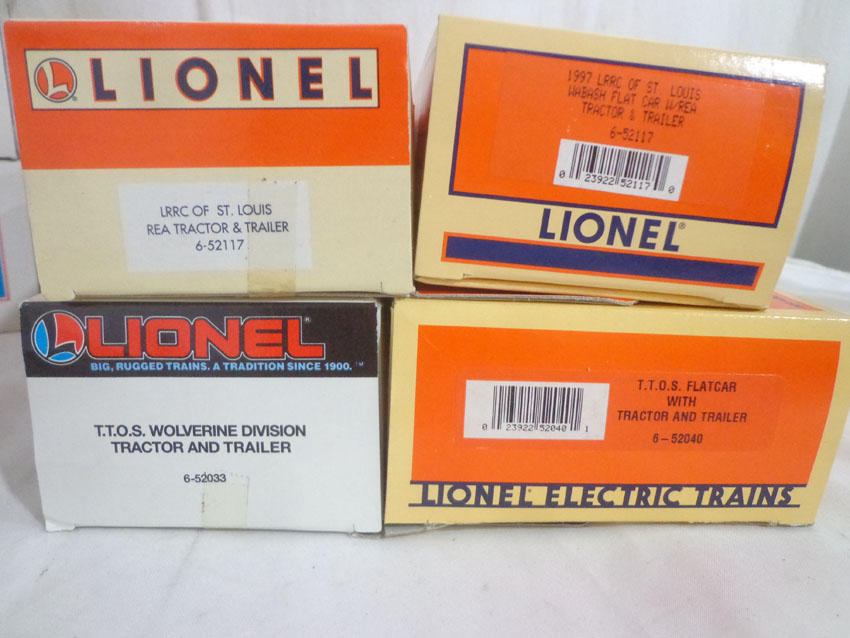 L LIONEL
LRRC OF ST. LOUIS
REA TRACTOR & TRAILER
6-52117
1997 LRRC OF ST. LOUIS
WABASH FLAT CAR W/REA
TRACTOR & TRAILER
6-52117
0 23922 52117 0
LIONEL®
L LIONEL®
BIG, RUGGED TRAINS. A TRADITION SINCE 1900.™
T.T.O.S. WOLVERINE DIVISION
TRACTOR AND TRAILER
6-52033
0 23922 52040 1
T.T.O.S. FLATCAR
WITH
TRACTOR AND TRAILER
6-52040
LIONEL® ELECTRIC TRAINS